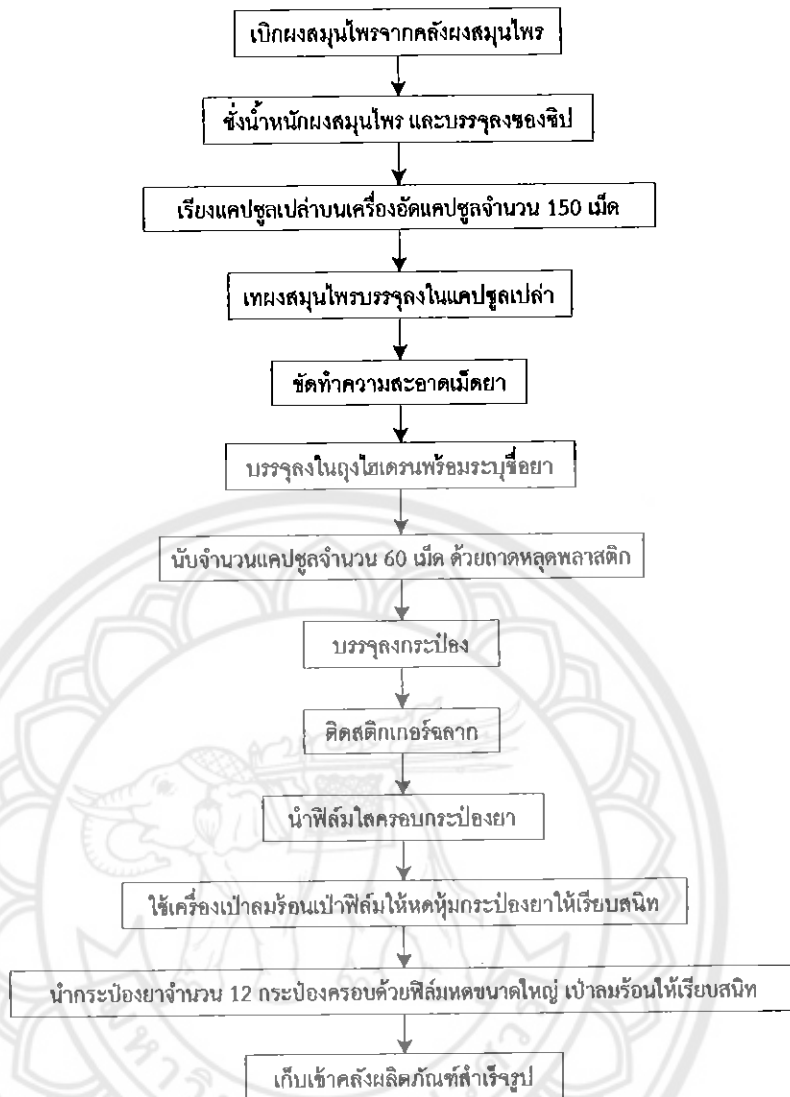 เบิกผงสมุนไพรจากคลังผงสมุนไพร
ชั่งน้ำหนักผงสมุนไพร และบรรจุลงซองซิป
เรียงแคปซูลเปล่าบนเครื่องอัดแคปซูลจำนวน 150 เม็ด
เทผงสมุนไพรบรรจุลงในแคปซูลเปล่า
ขัดทำความสะอาดเม็ดยา
บรรจุลงในถุงไฮเดรนพร้อมระบุชื่อยา
นับจำนวนแคปซูลจำนวน 60 เม็ด ด้วยถาดหลุดพลาสติก
บรรจุลงกระป๋อง
ติดสติกเกอร์ฉลาก
นำฟิล์มใสครอบกระป๋องยา
ใช้เครื่องเป่าลมร้อนเป่าฟิล์มให้หดหุ้มกระป๋องยาให้เรียบสนิท
นำกระป๋องยาจำนวน 12 กระป๋องครอบด้วยฟิล์มหดขนาดใหญ่ เป่าลมร้อนให้เรียบสนิท
เก็บเข้าคลังผลิตภัณฑ์สำเร็จรูป